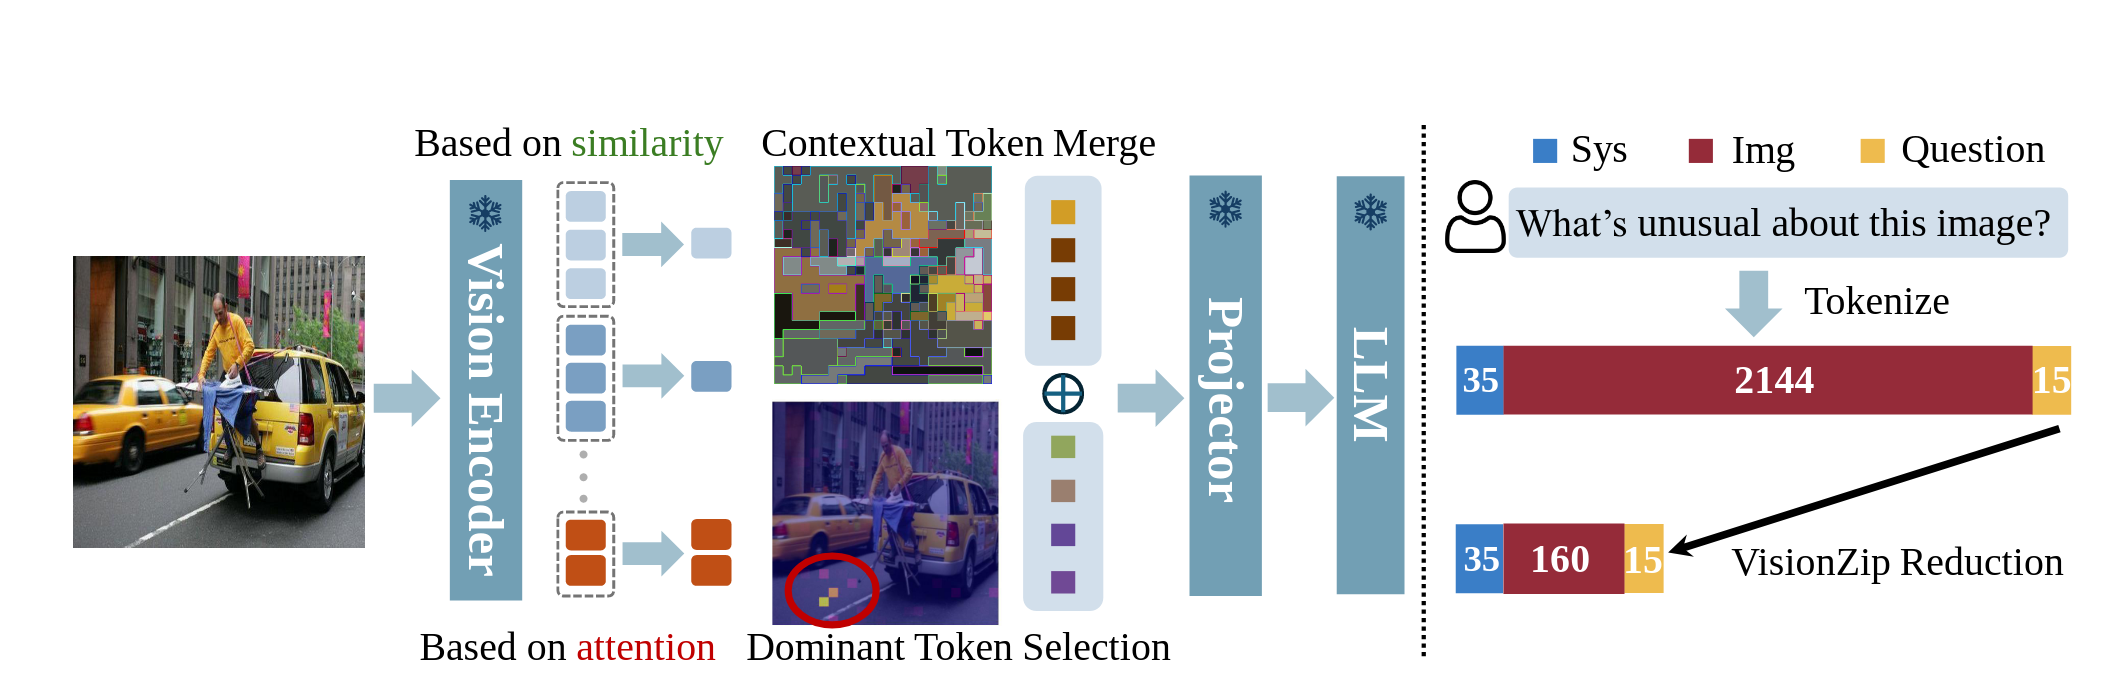 Based on similarity
Contextual Token Merge
Vision Encoder
Projector
LLM
Based on attention
Dominant Token Selection
Sys
Img
Question
What’s unusual about this image?
Tokenize
35 2144 15
35 160 15
VisionZip Reduction